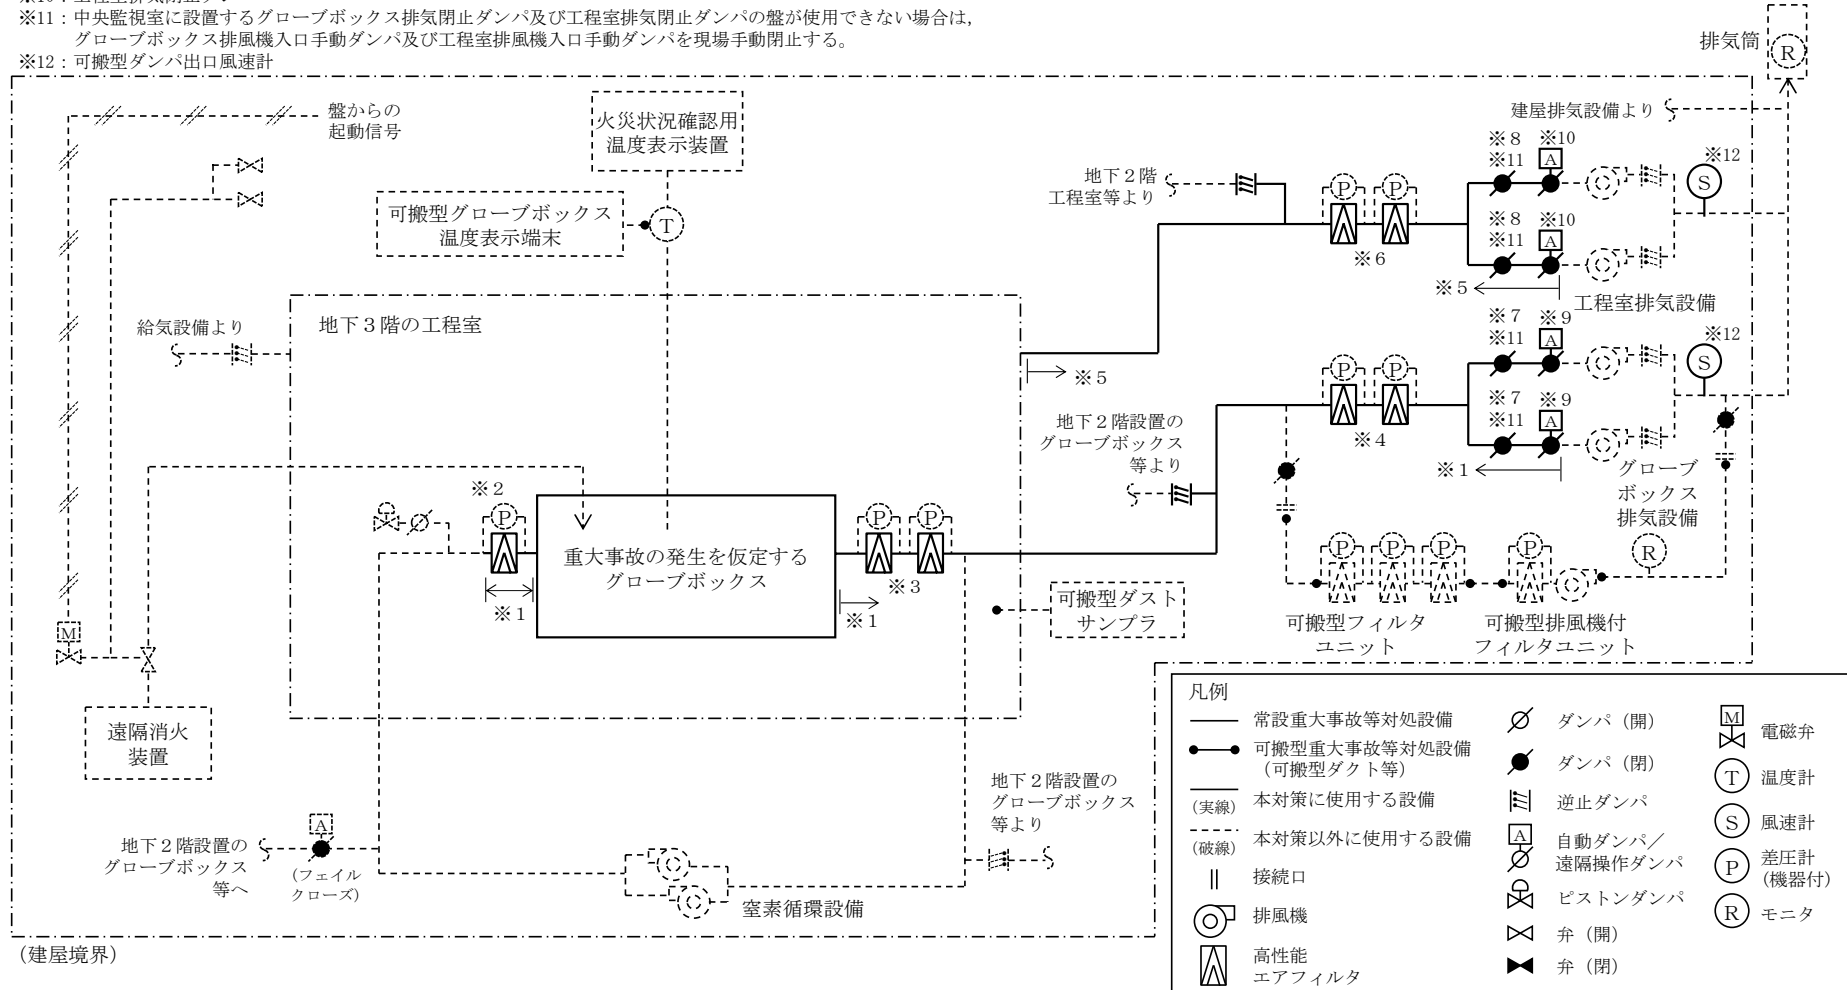 ※11：中央監視室に設置するグローブボックス排気閉止ダンパ及び工程室排気閉止ダンパの盤が使用できない場合は，
グローブボックス排風機入口手動ダンパ及び工程室排風機入口手動ダンパを現場手動閉止する。
※12：可搬型ダンパ出口風速計
排気筒
R
建屋排気設備より
盤からの
起動信号
火災状況確認用
温度表示装置
可搬型グローブボックス
温度表示端末
T
地下２階
工程室等より
P
P
※６
※８
※11
※10
A
※８
※11
※10
A
※12
S
※５
工程室排気設備
給気設備より
地下３階の工程室
※５
地下２階設置の
グローブボックス
等より
P
P
※４
※７
※11
※９
A
※７
※11
※９
A
※12
S
※１
グローブ
ボックス
排気設備
R
※２
P
※１
重大事故の発生を仮定する
グローブボックス
P
P
※３
※１
可搬型ダスト
サンプラ
P
P
P
P
可搬型フィルタ
ユニット
可搬型排風機付
フィルタユニット
M
遠隔消火
装置
地下２階設置の
グローブボックス
等へ
A
（フェイル
クローズ）
窒素循環設備
地下２階設置の
グローブボックス
等より
（建屋境界）
凡例
常設重大事故等対処設備
可搬型重大事故等対処設備
（可搬型ダクト等）
（実線）
本対策に使用する設備
（破線）
本対策以外に使用する設備
接続口
排風機
高性能
エアフィルタ
ダンパ（開）
ダンパ（閉）
逆止ダンパ
A
自動ダンパ／
遠隔操作ダンパ
ピストンダンパ
弁（開）
弁（閉）
M
電磁弁
T
温度計
S
風速計
P
差圧計
（機器付）
R
モニタ